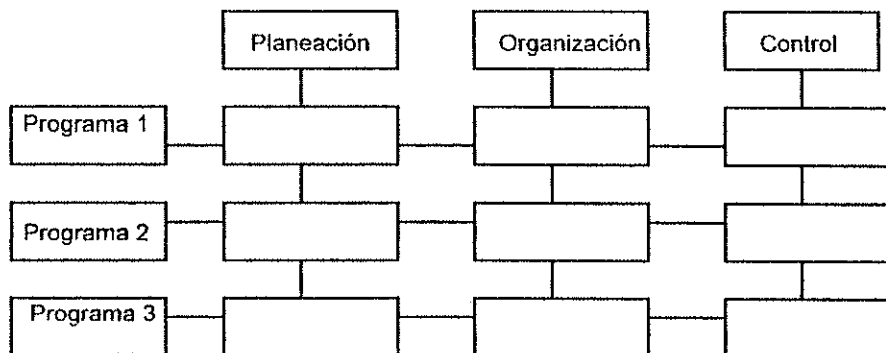 Planeación
Organización
Control
Programa 1
Programa 2
Programa 3